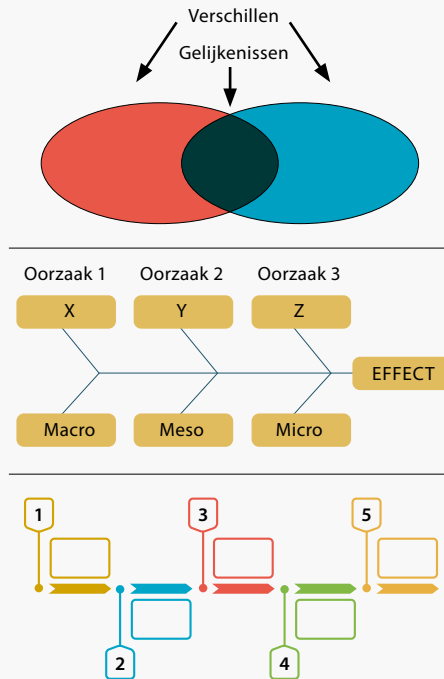 Verschillen
Gelijkenissen
Oorzaak 1 Oorzaak 2 Oorzaak 3
X Y Z
EFFECT
Macro Meso Micro
1 3 5
2 4